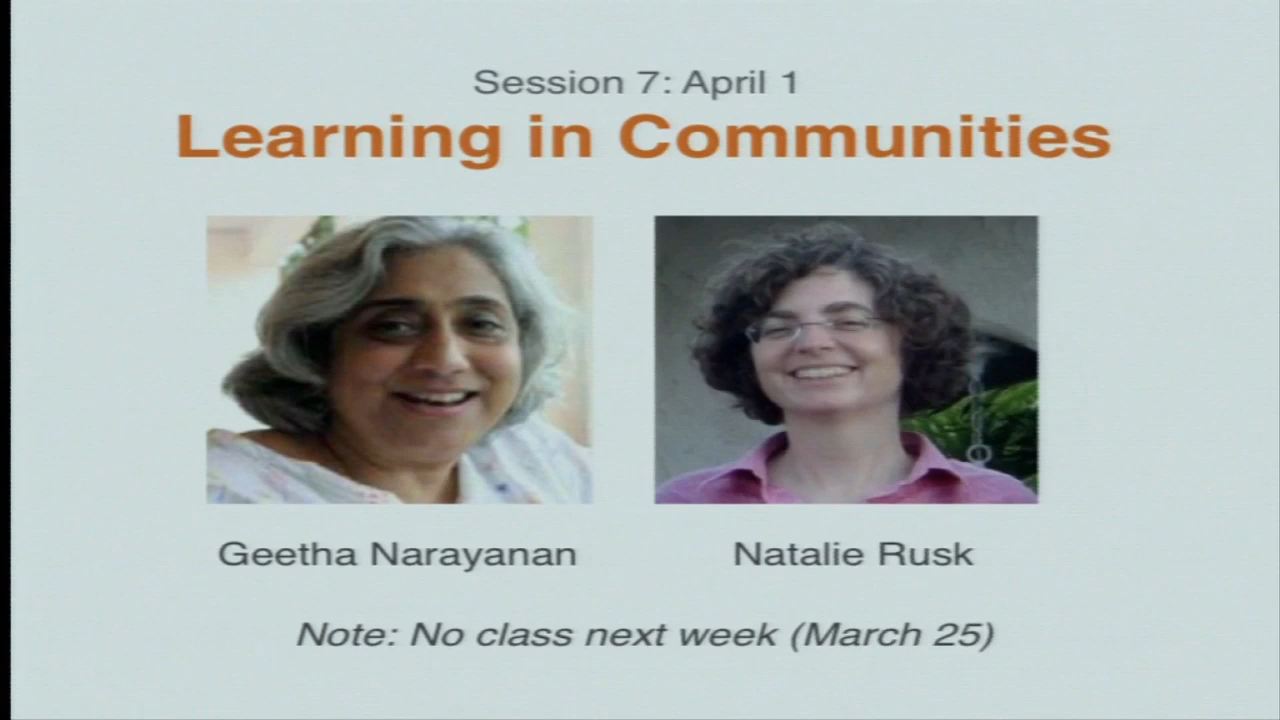 Session 7: April 1
Learning in Communities
Geetha Narayanan
Natalie Rusk
Note: No class next week (March 25)